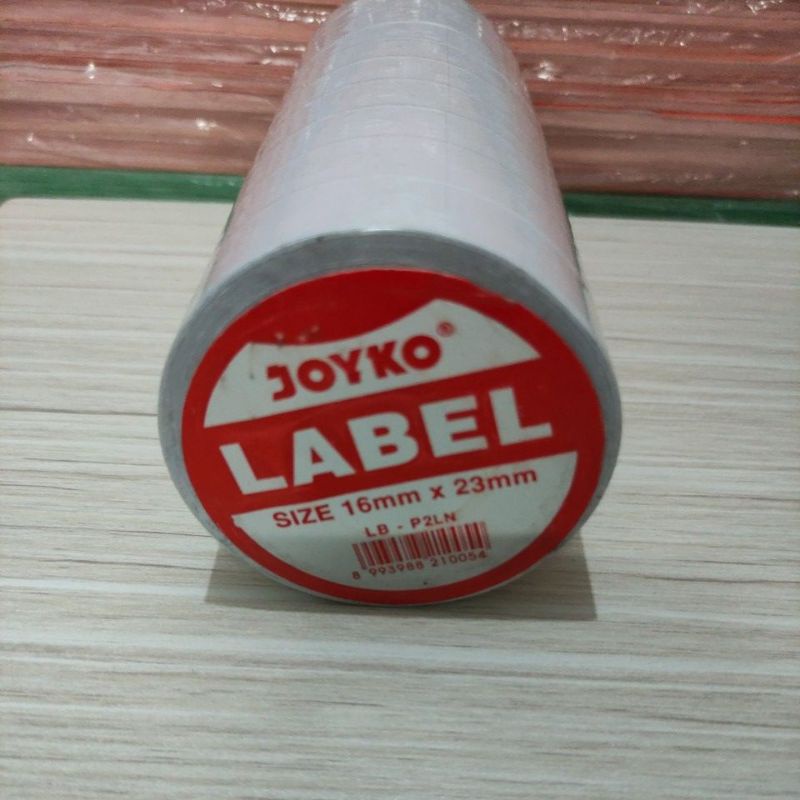 JOYKO®
LABEL
SIZE 16mm x 23mm
LB - P2LN
8 993988 210054